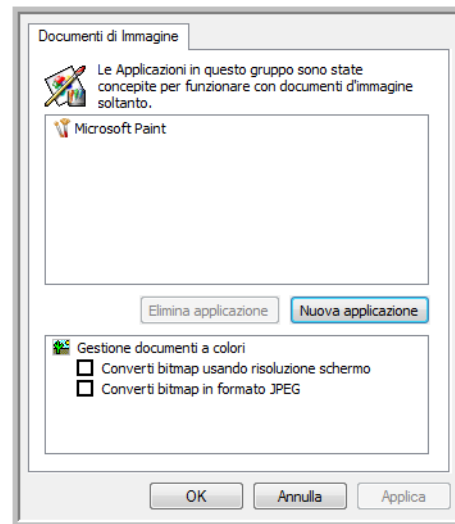 Documenti di Immagine
Le Applicazioni in questo gruppo sono state
concepite per funzionare con documenti d'immagine
soltanto.
Microsoft Paint
Elimina applicazione
Nuova applicazione
Gestione documenti a colori
Converti bitmap usando risoluzione schermo
Converti bitmap in formato JPEG
OK
Annulla
Applica